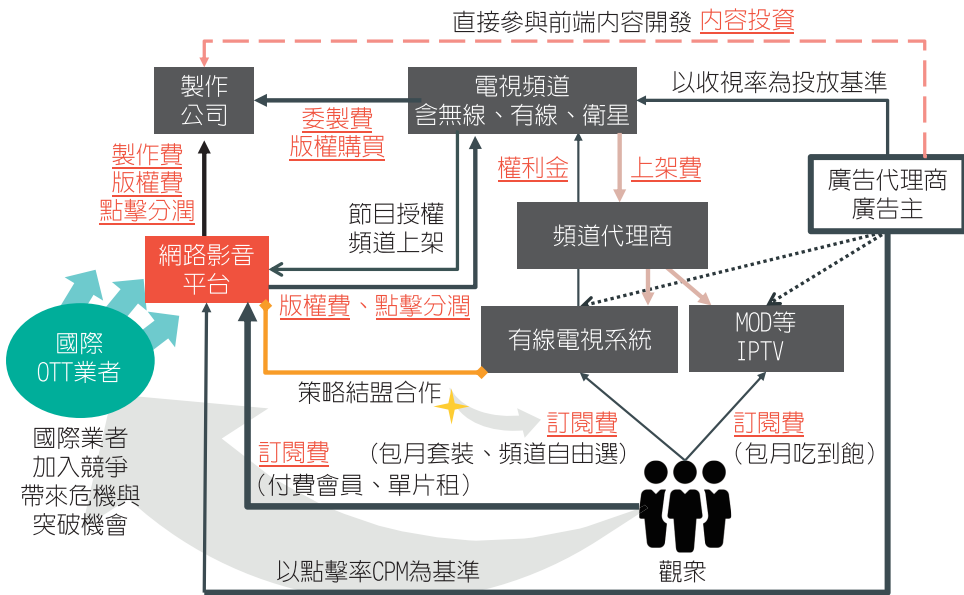 直接參與前端內容開發 內容投資
製作
公司
電視頻道
含無線、有線、衛星
以收視率為投放基準
委製費
版權購買
製作費
版權費
點擊分潤
權利金
上架費
廣告代理商
廣告主
節目授權
頻道上架
頻道代理商
網路影音
平台
版權費、點擊分潤
有線電視系統
MOD等
IPTV
國際
OTT業者
策略結盟合作
訂閱費
（包月套裝、頻道自由選）
訂閱費
（包月吃到飽）
訂閱費
（付費會員、單片租）
國際業者
加入競爭
帶來危機與
突破機會
以點擊率CPM為基準
觀眾